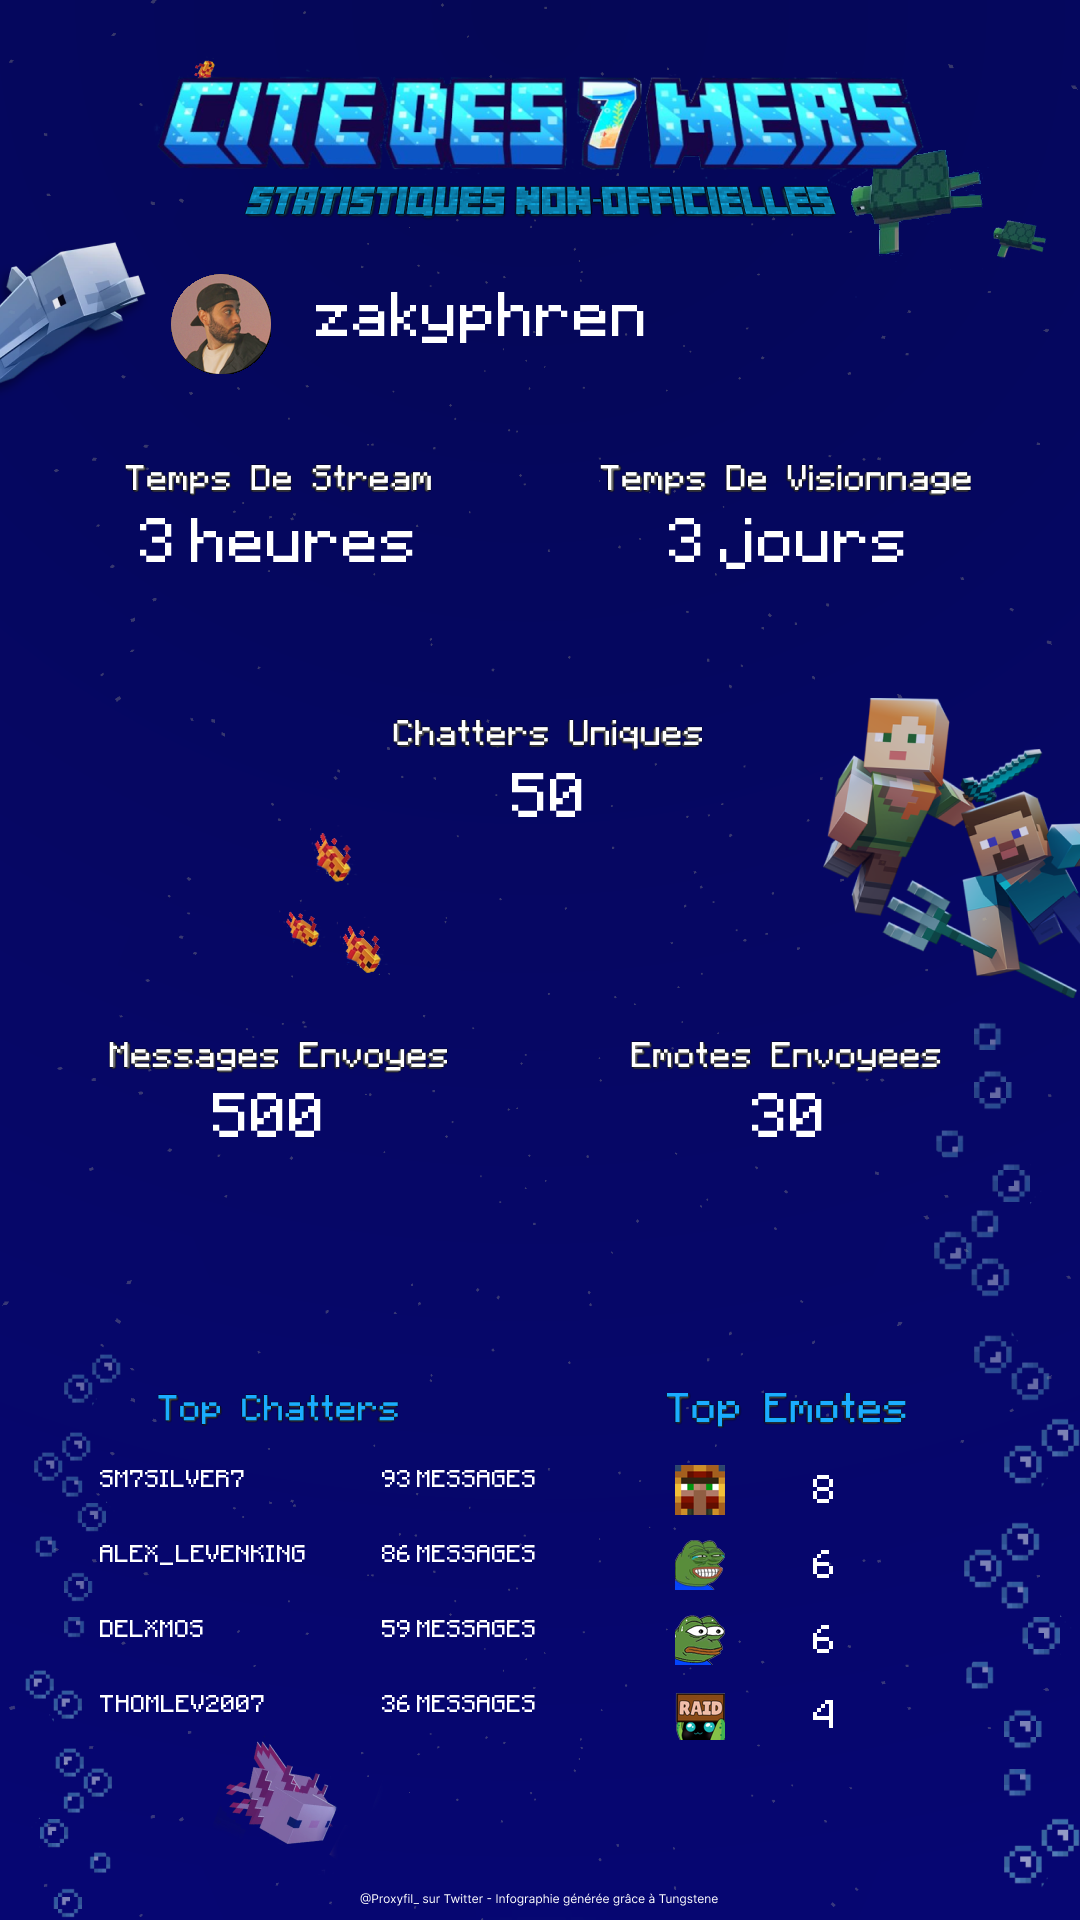 CITE DES 7 MERS
STATISTIQUES NON-OFFICIELLES
zakyphren
Temps De Stream
3 heures
Temps De Visionnage
3 jours
Chatters Uniques
50
Messages Envoyes
500
Emotes Envoyees
30
Top Chatters
SM7SILVER7 93 MESSAGES
ALEX_LEVENKING 86 MESSAGES
DELXMOS 59 MESSAGES
THOMLEV2007 36 MESSAGES
Top Emotes
8
6
6
RAID 4
@Proxyfil_ sur Twitter - Infographie générée grâce à Tungstene